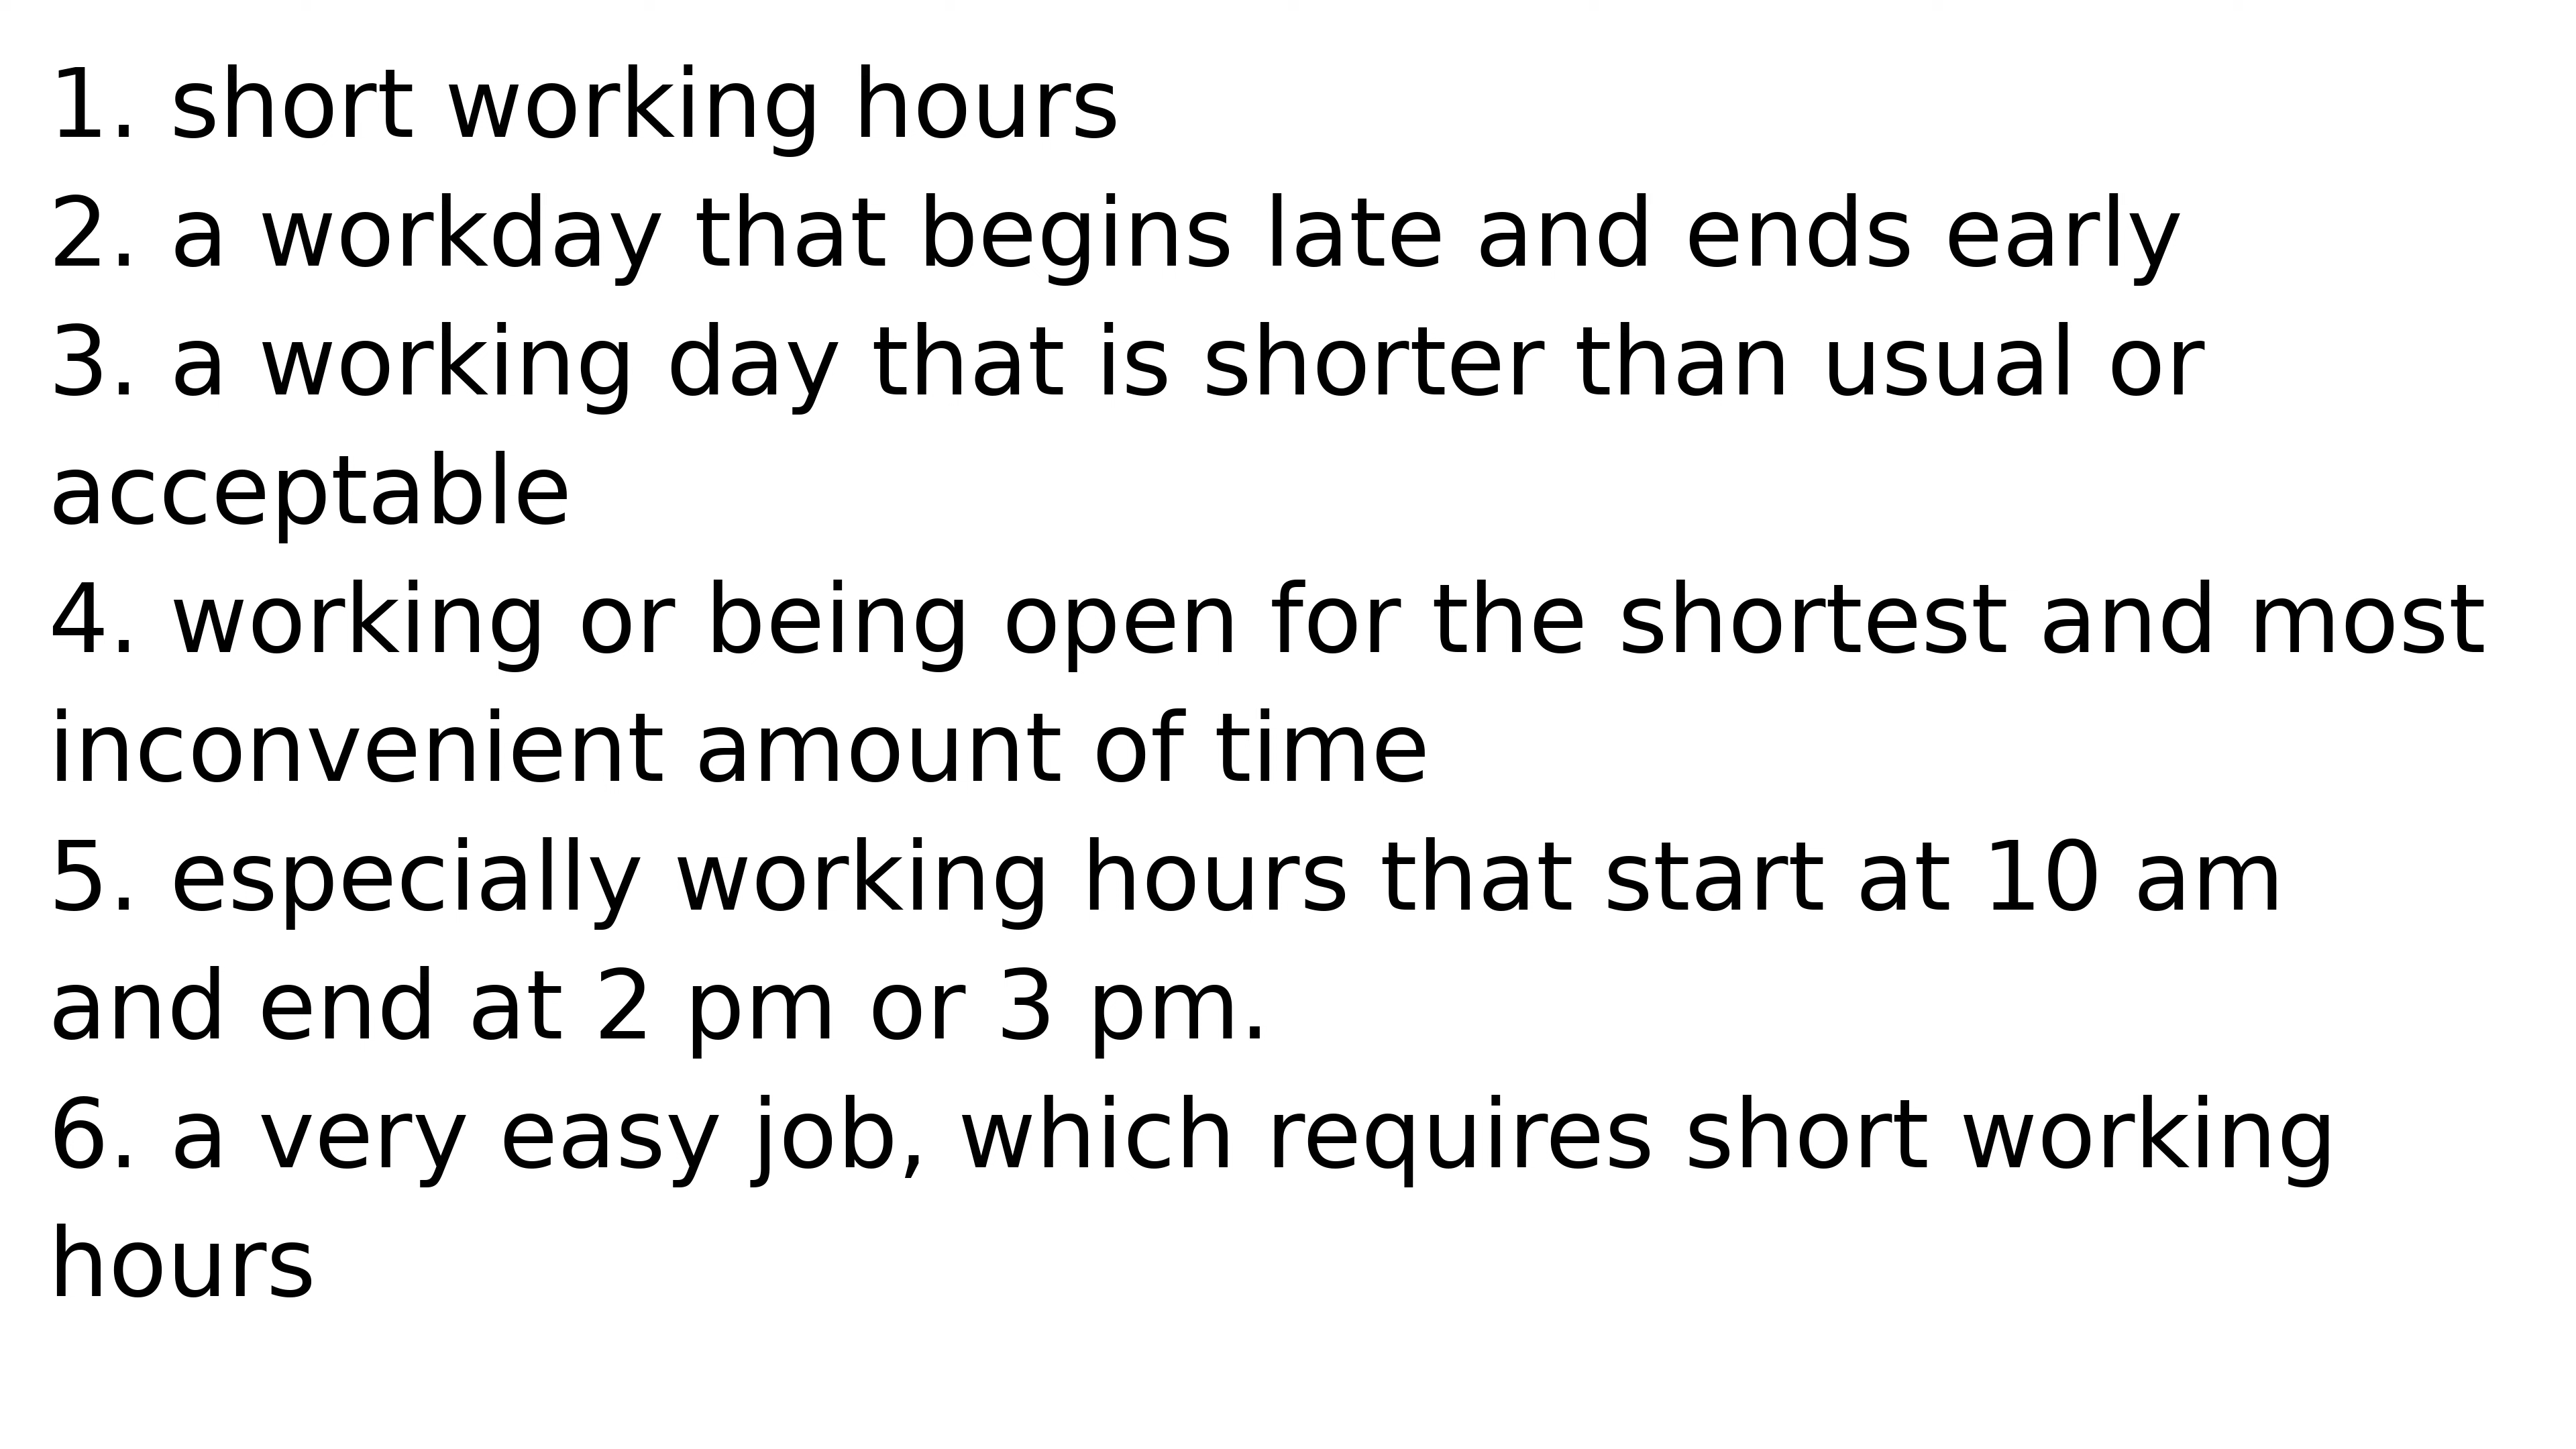 1. short working hours
2. a workday that begins late and ends early
3. a working day that is shorter than usual or
acceptable
4. working or being open for the shortest and most
inconvenient amount of time
5. especially working hours that start at 10 am
and end at 2 pm or 3 pm.
6. a very easy job, which requires short working
hours